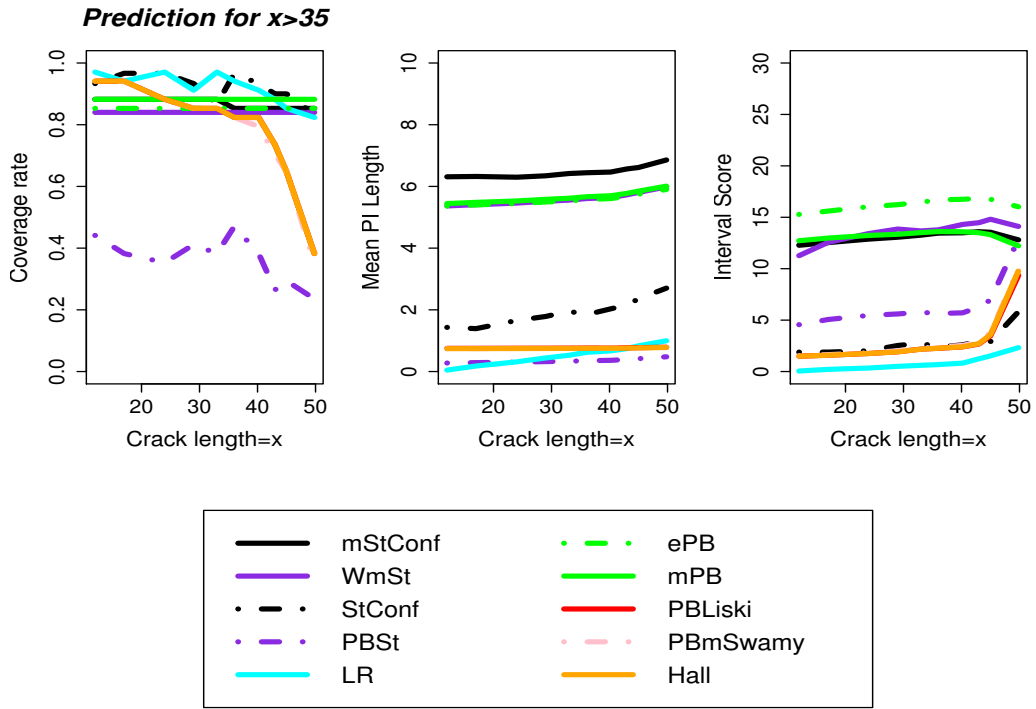 Prediction for x>35
Coverage rate
0.0 0.2 0.4 0.6 0.8 1.0
20 30 40 50
Crack length=x
Mean PI Length
0 2 4 6 8 10
20 30 40 50
Crack length=x
Interval Score
0 5 10 15 20 25 30
20 30 40 50
Crack length=x
mStConf
WmSt
StConf
PBSt
LR
ePB
mPB
PBLiski
PBmSwamy
Hall